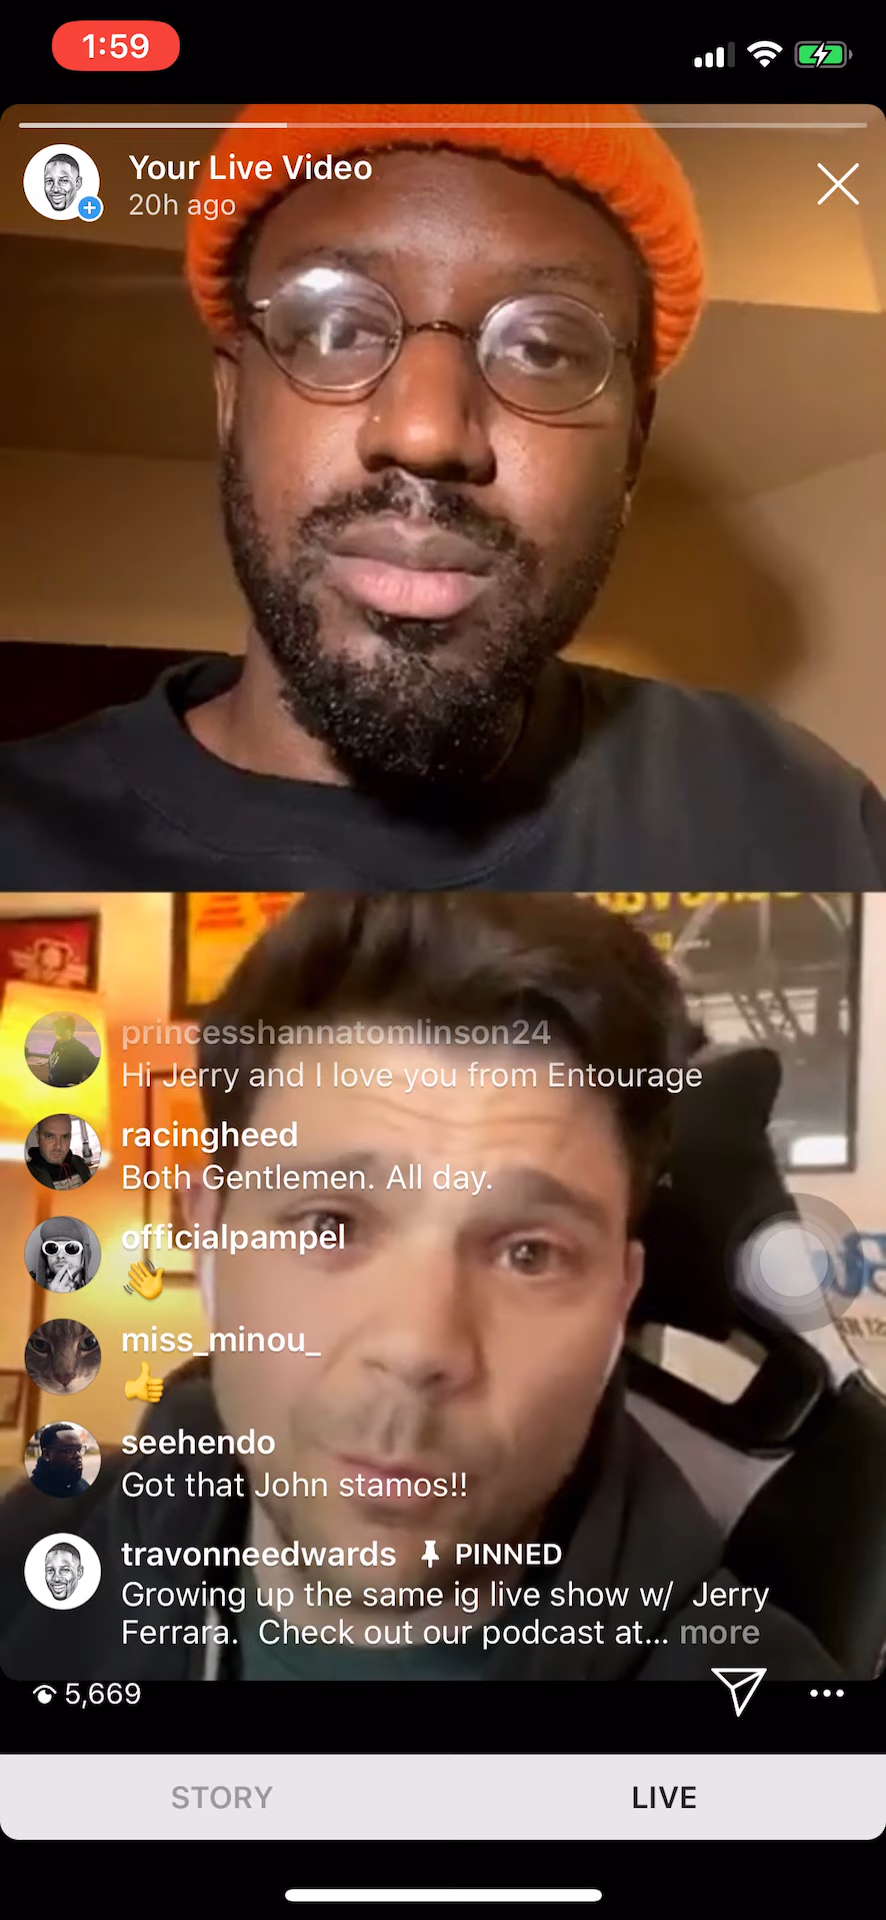 1:59
Your Live Video
20h ago
princesshannatomlinson24
Hi Jerry and I love you from Entourage
racingheed
Both Gentlemen. All day.
officialpampel
👋
miss_minou_
👍
seehendo
Got that John stamos!!
travonneedwards PINNED
Growing up the same ig live show w/ Jerry
Ferrara. Check out our podcast at... more
5,669
STORY LIVE